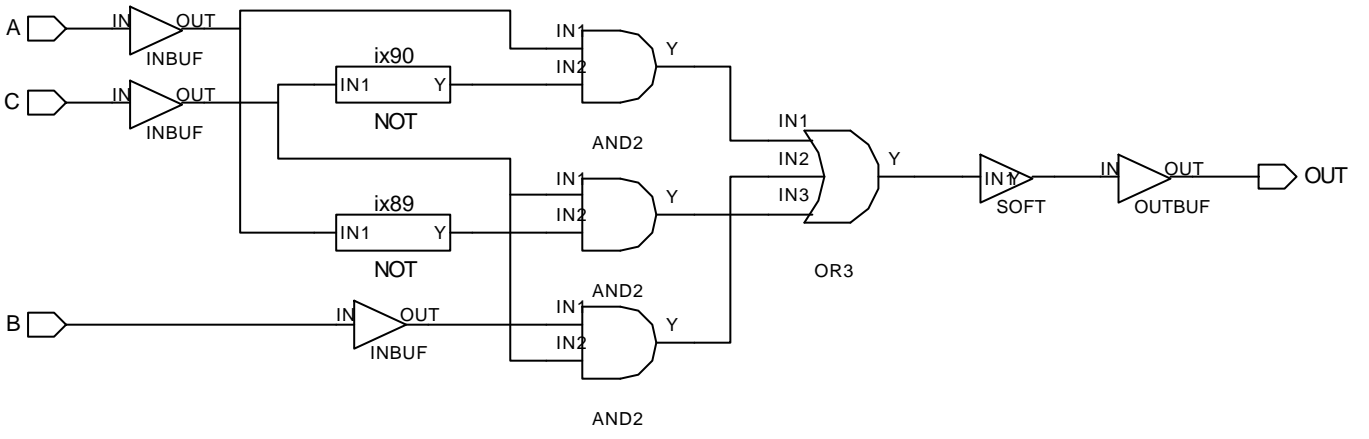 A IN OUT INBUF
C IN OUT INBUF
ix90
IN1 Y
NOT
IN1 Y
IN2
AND2
ix89
IN1 Y
NOT
IN1 Y
IN2
AND2
B IN OUT INBUF
IN1 Y
IN2
AND2
IN1
IN2 Y
IN3
OR3
IN1 Y
SOFT
IN OUT
OUTBUF
OUT